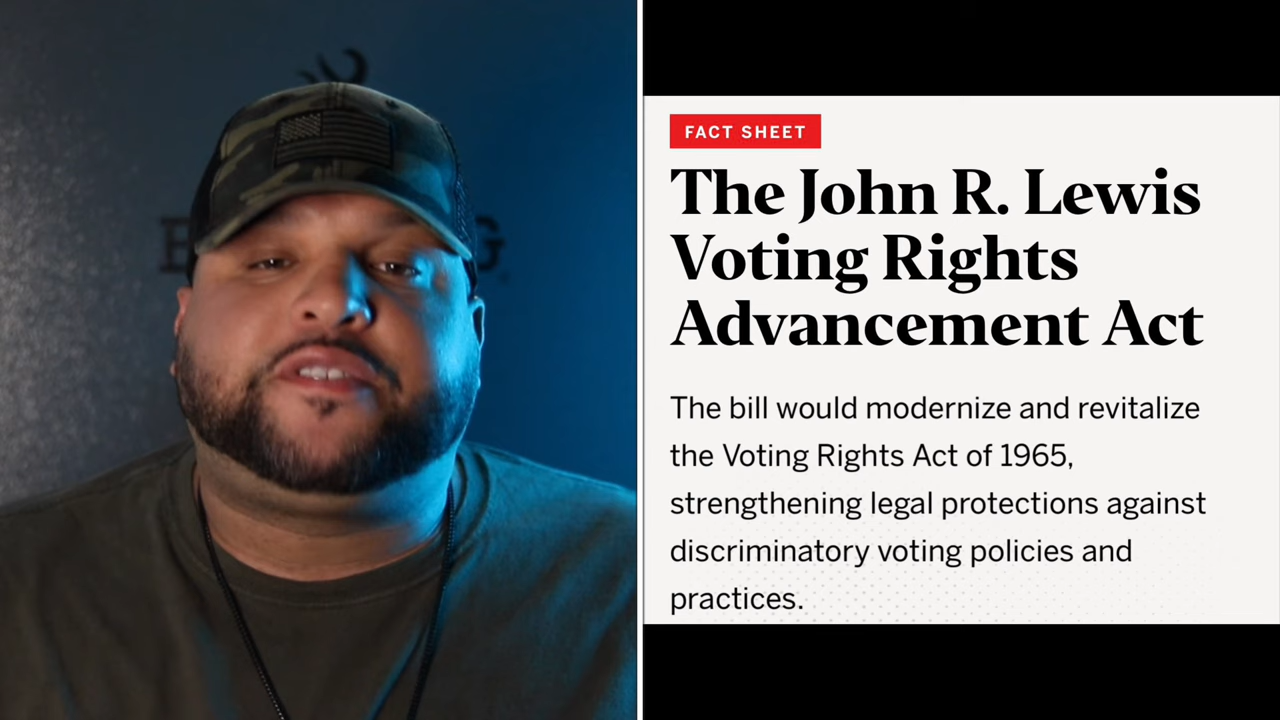 FACT SHEET
The John R. Lewis
Voting Rights
Advancement Act
The bill would modernize and revitalize
the Voting Rights Act of 1965,
strengthening legal protections against
discriminatory voting policies and
practices.